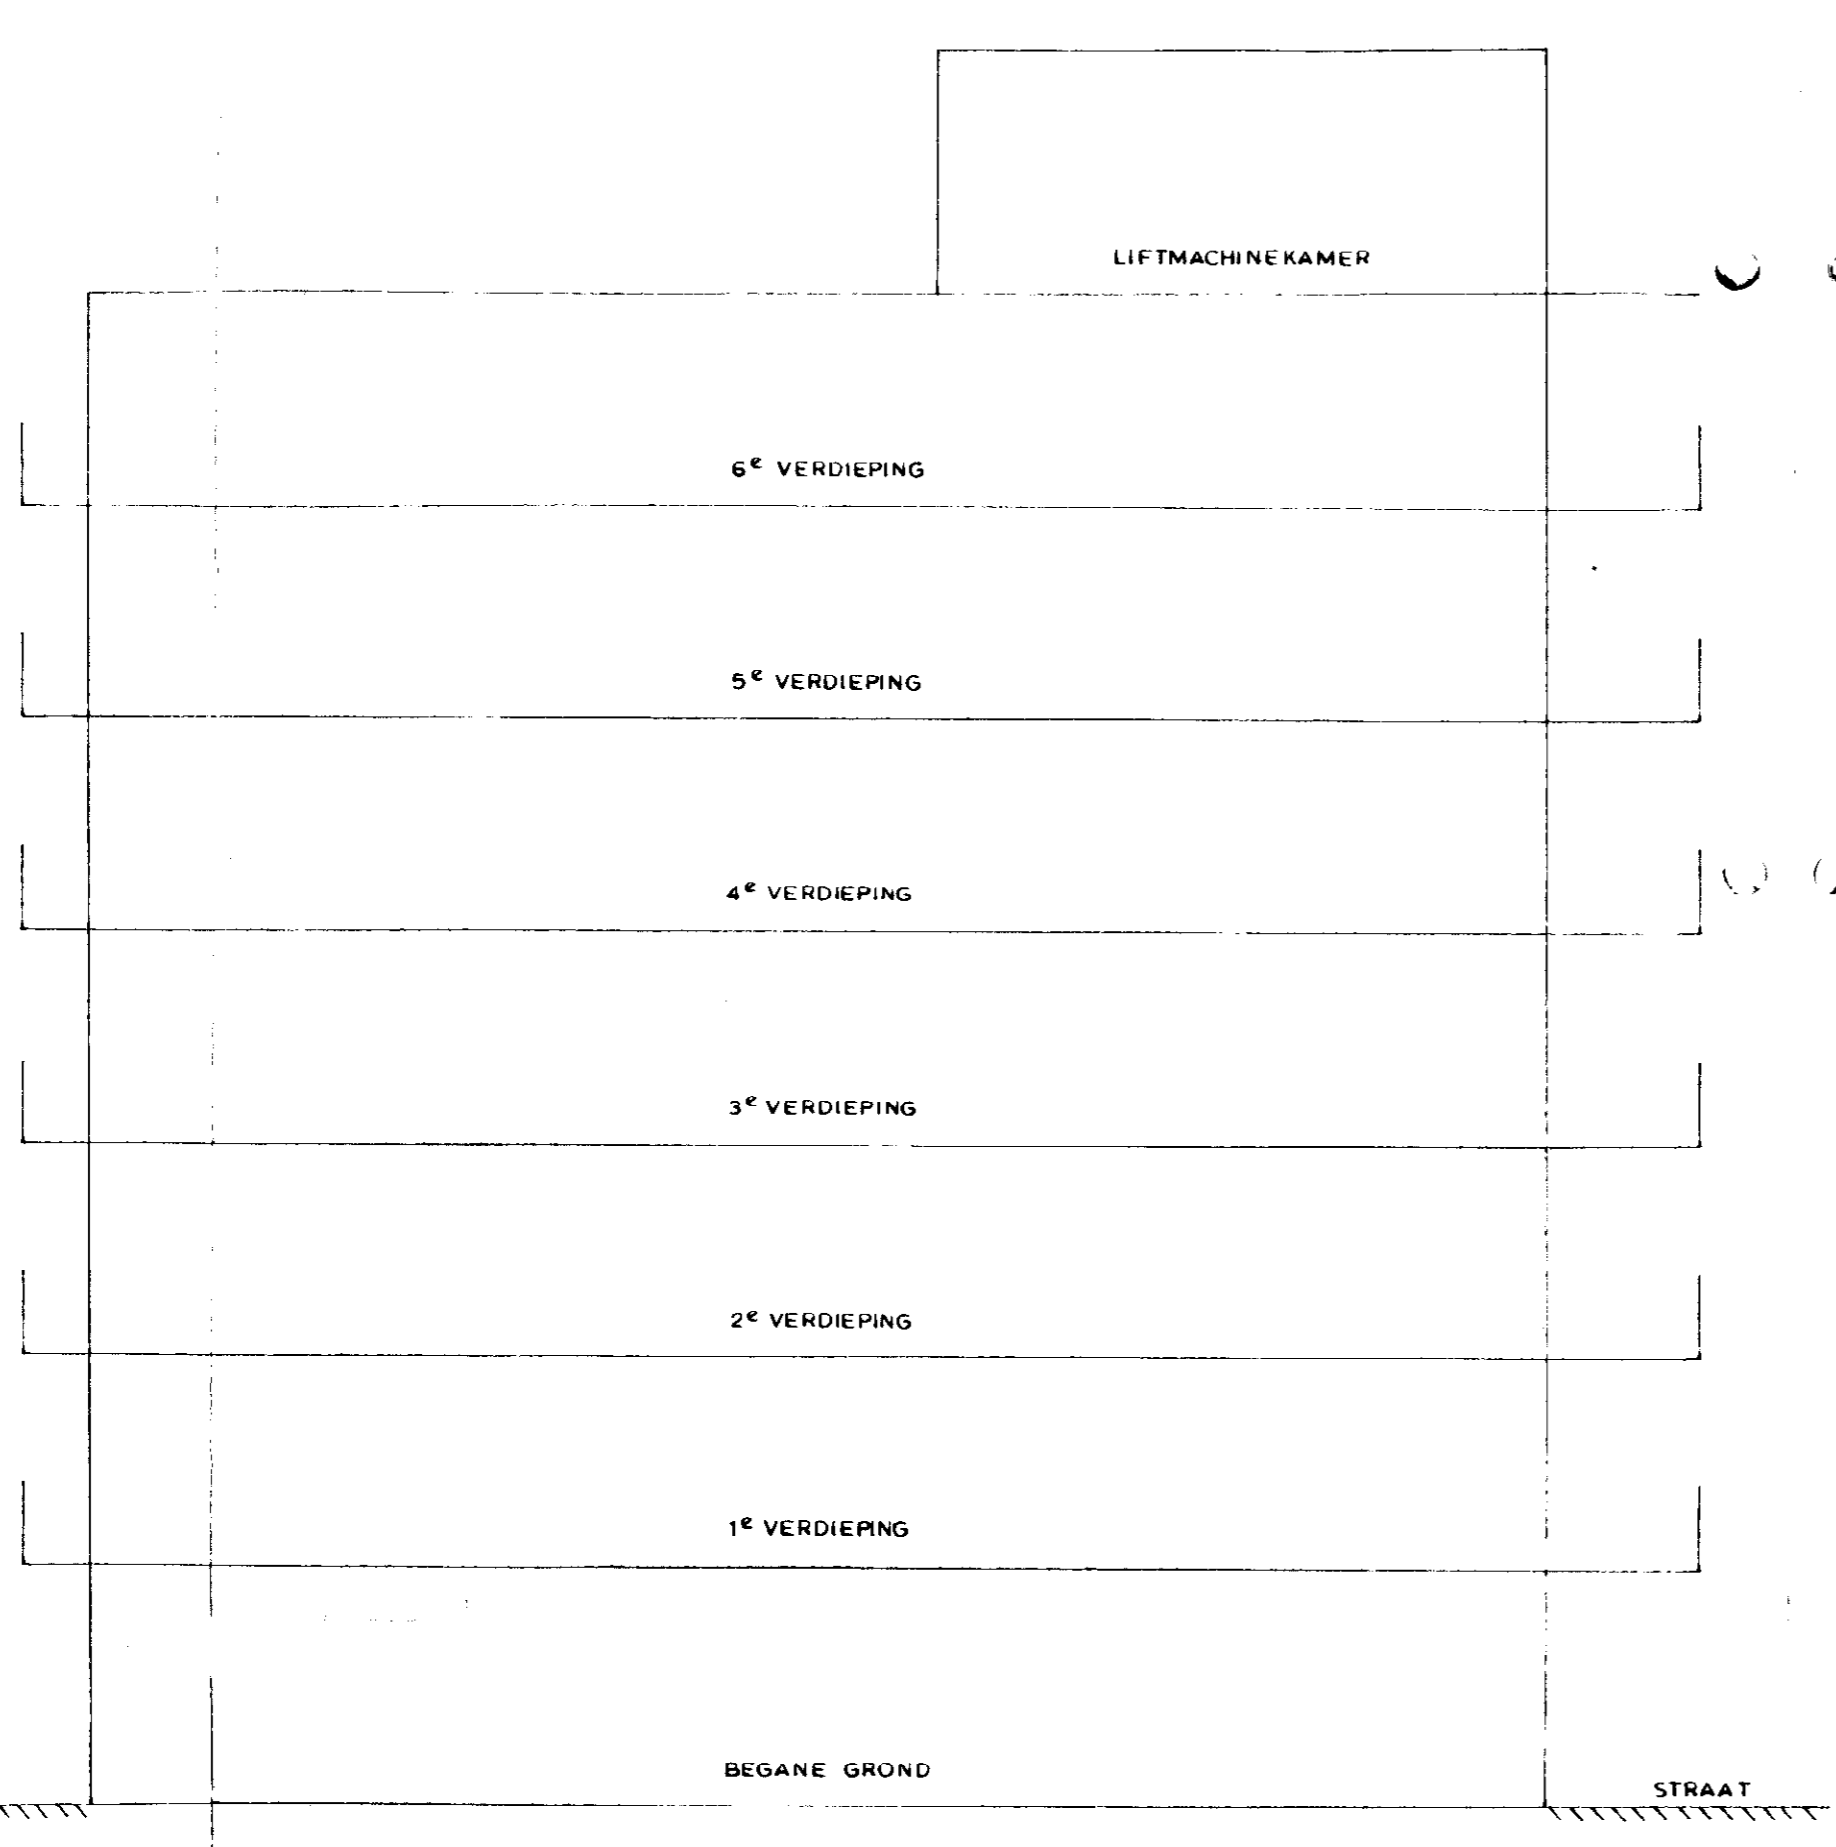 LIFTMACHINEKAMER
6e VERDIEPING
5e VERDIEPING
4e VERDIEPING
3e VERDIEPING
2e VERDIEPING
1e VERDIEPING
BEGANE GROND
STRAAT